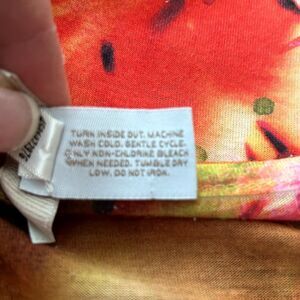 TURN INSIDE OUT. MACHINE
WASH COLD. GENTLE CYCLE.
ONLY NON-CHLORINE BLEACH
WHEN NEEDED. TUMBLE DRY
LOW. DO NOT IRON.